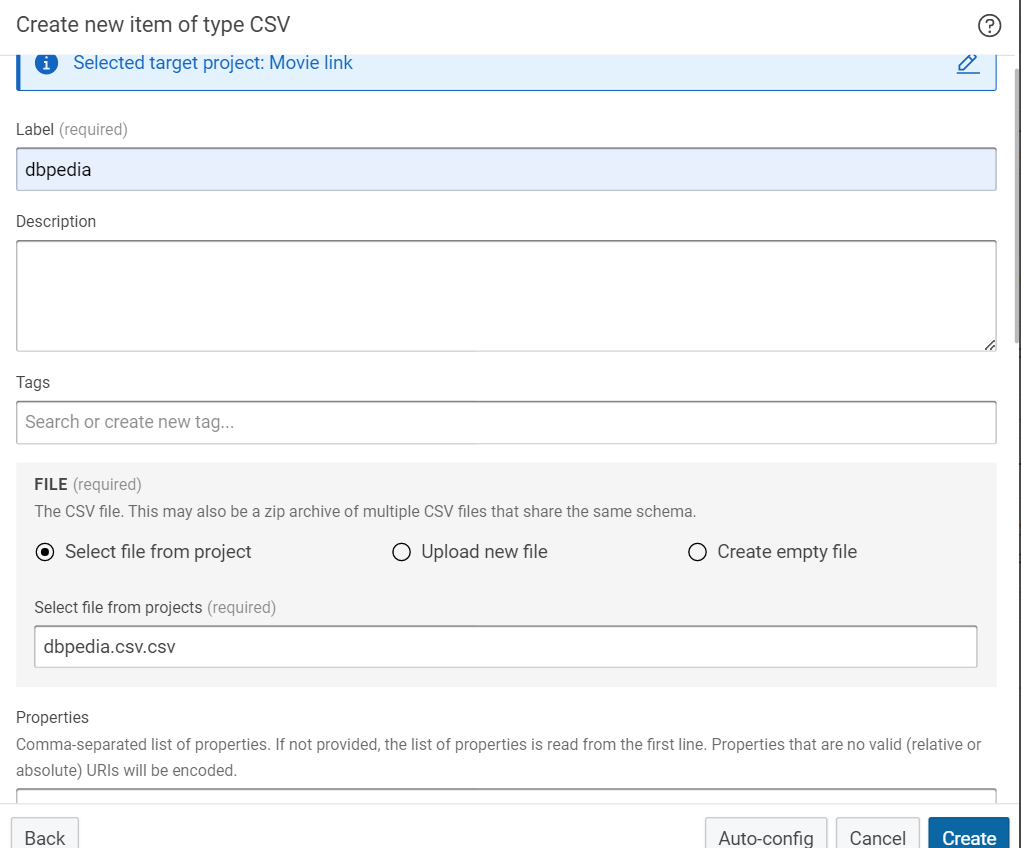 Create new item of type CSV
Selected target project: Movie link
Label (required)
dbpedia
Description
Tags
Search or create new tag...
FILE (required)
The CSV file. This may also be a zip archive of multiple CSV files that share the same schema.
Select file from project Upload new file Create empty file
Select file from projects (required)
dbpedia.csv.csv
Properties
Comma-separated list of properties. If not provided, the list of properties is read from the first line. Properties that are no valid (relative or
absolute) URIs will be encoded.
Back Auto-config Cancel Create